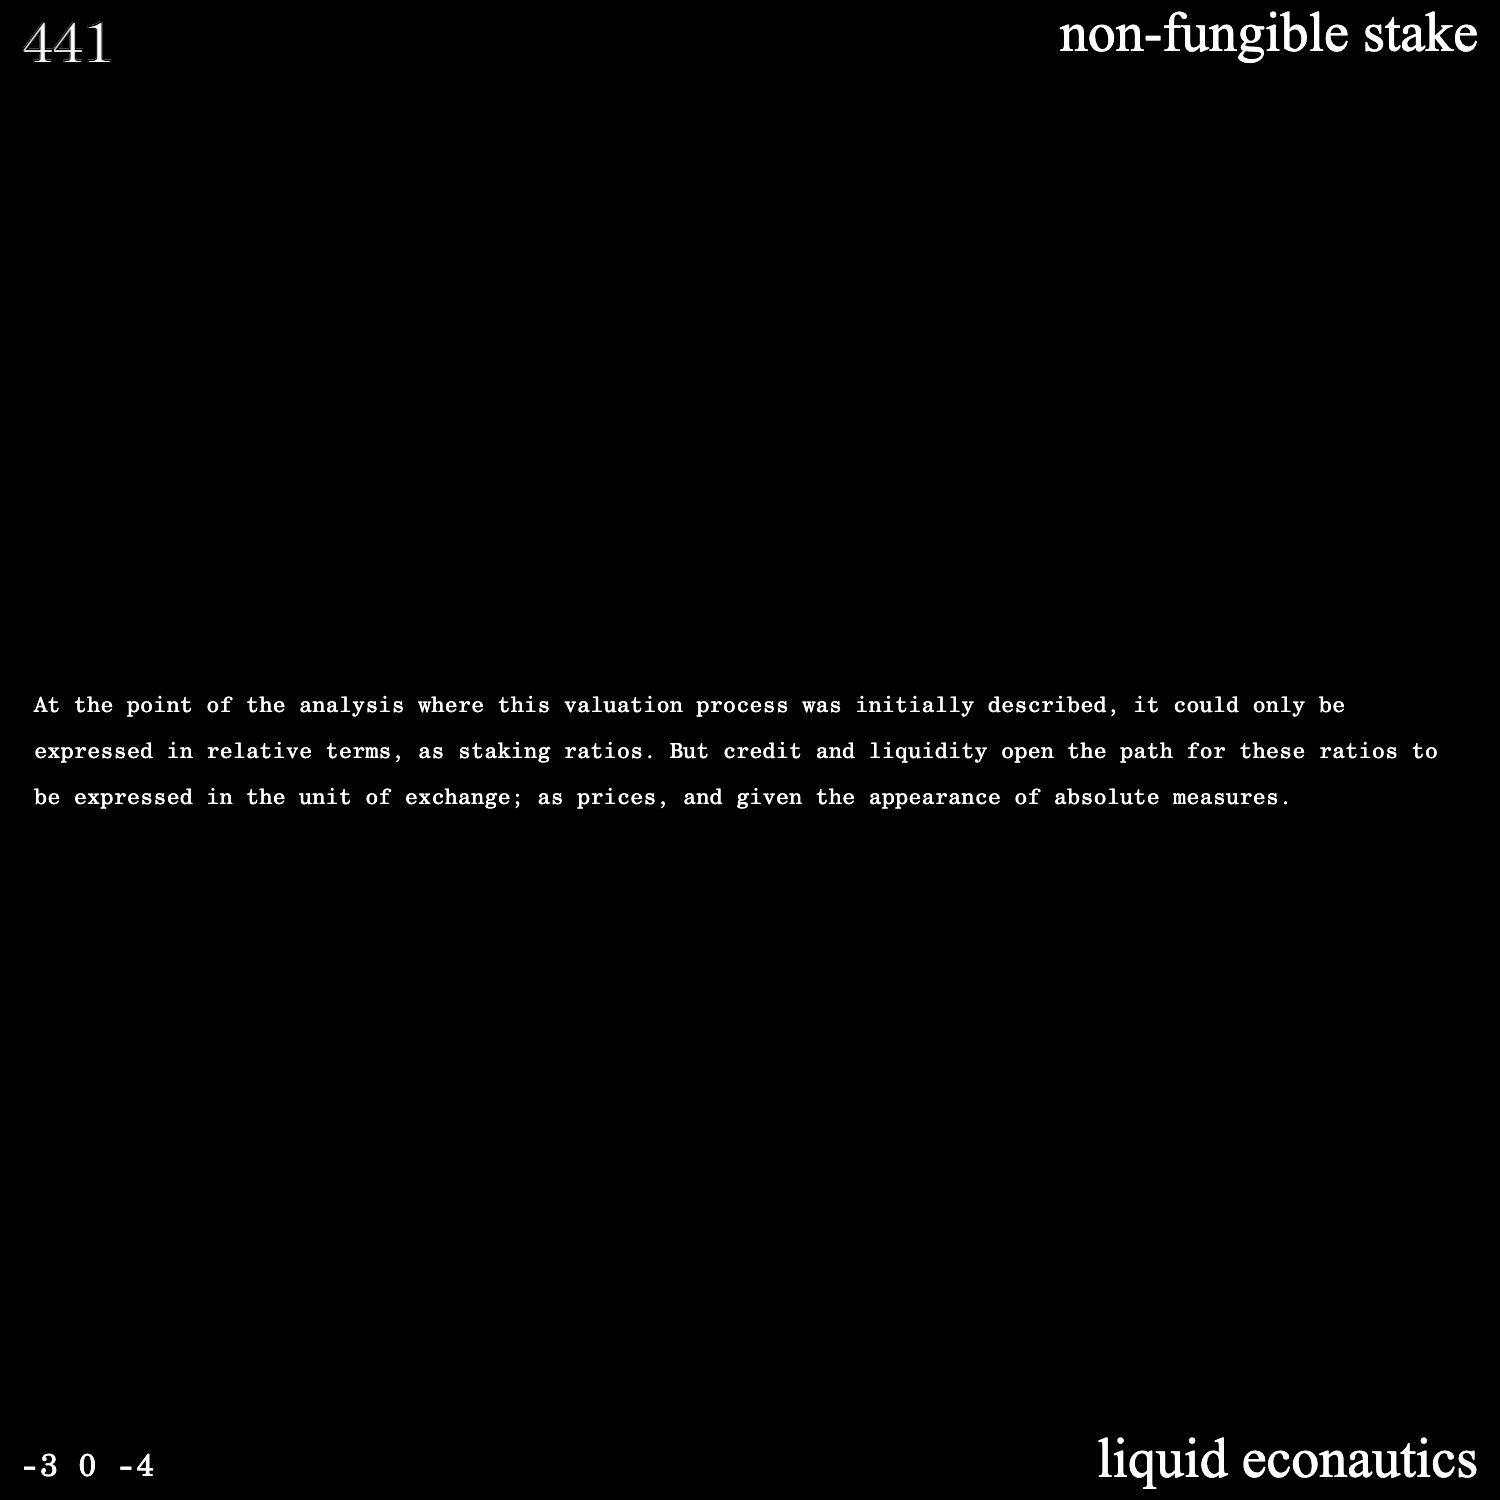 441
non-fungible stake
At the point of the analysis where this valuation process was initially described, it could only be
expressed in relative terms, as staking ratios. But credit and liquidity open the path for these ratios to
be expressed in the unit of exchange; as prices, and given the appearance of absolute measures.
-3 0 -4
liquid econautics